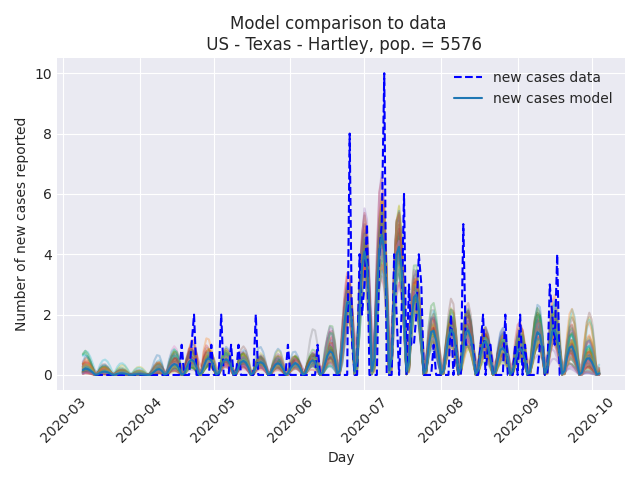 Model comparison to data
US - Texas - Hartley, pop. = 5576
new cases data
new cases model
Number of new cases reported
10
8
6
4
2
0
2020-03
2020-04
2020-05
2020-06
2020-07
2020-08
2020-09
2020-10
Day